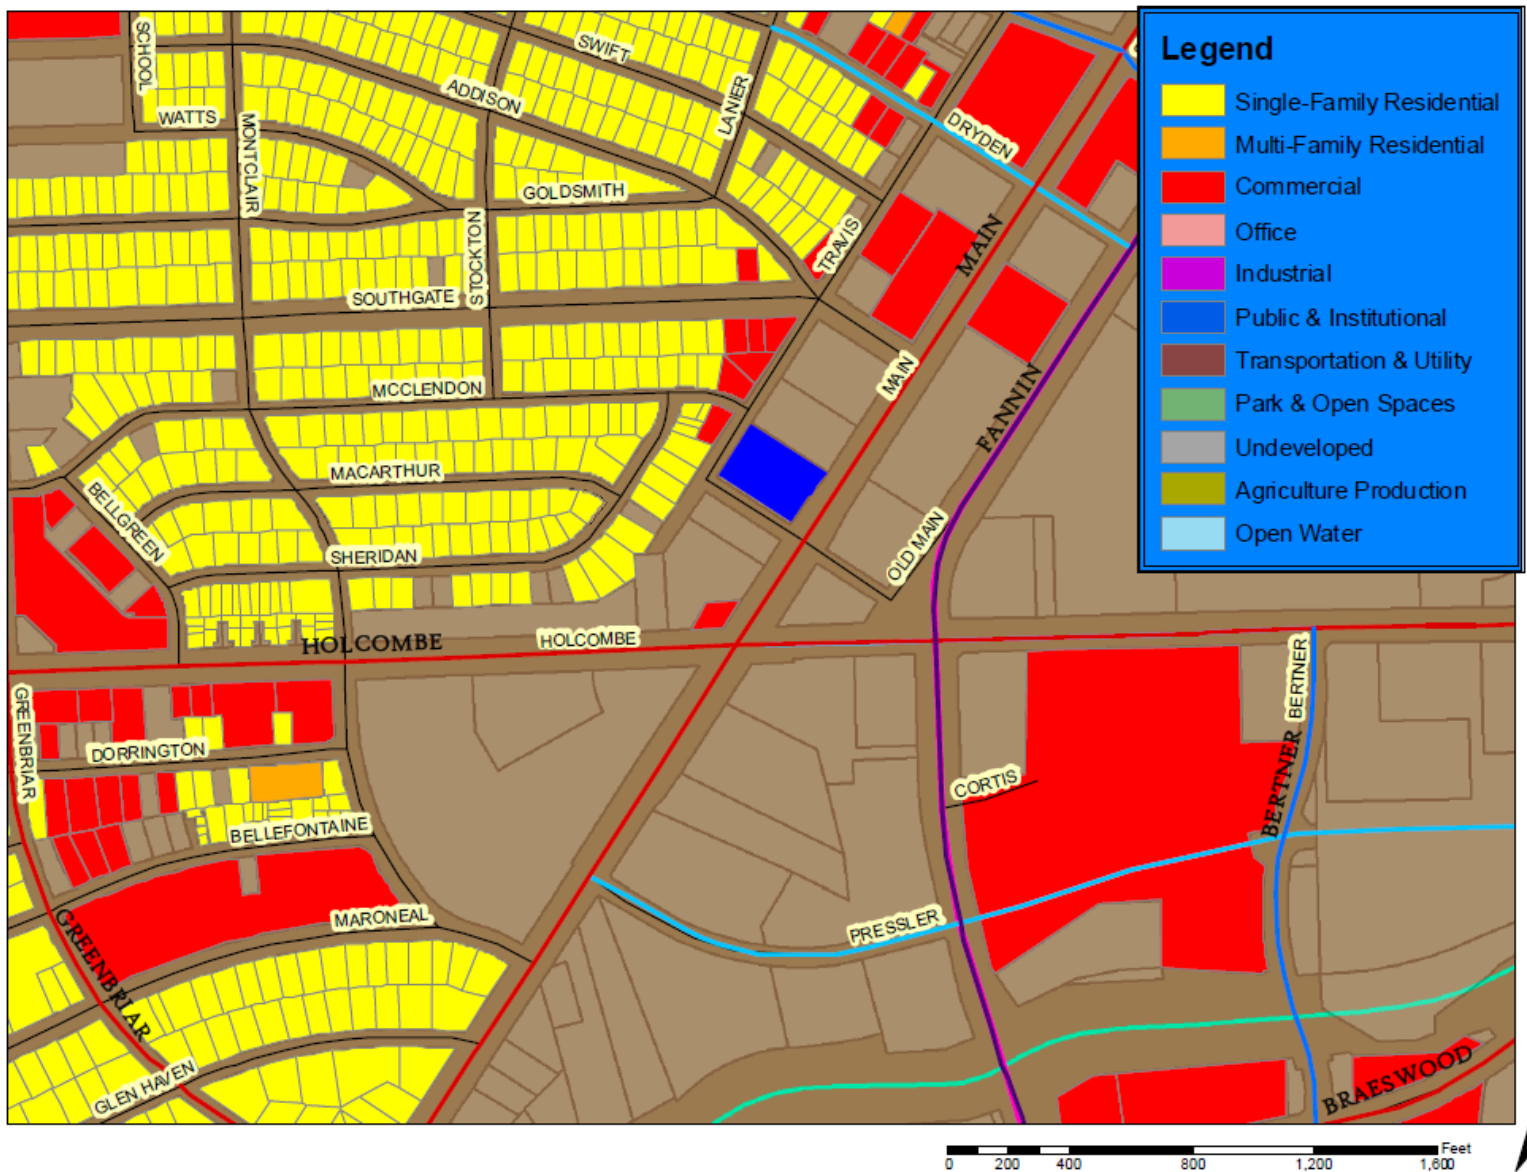 SCHOOL
SWIFT
Legend
Single-Family Residential
ADDISON
LANIER
WATTS
DRYDEN
Multi-Family Residential
MONTCLAIR
Commercial
GOLDSMITH
Office
STOCKTON
TRAVIS
MAIN
Industrial
SOUTHGATE
Public & Institutional
MCCLENDON
MAIN
Transportation & Utility
FANNIN
Park & Open Spaces
MACARTHUR
Undeveloped
BELLGREEN
Agriculture Production
SHERIDAN
OLD MAIN
Open Water
HOLCOMBE
HOLCOMBE
BERTNER
GREENBRIAR
DORRINGTON
CORTIS
BERTNER
BELLEFONTAINE
MARONEAL
PRESSLER
GREENBRIAR
GLEN HAVEN
BRAESWOOD
Feet
0 200 400 800 1,200 1,600